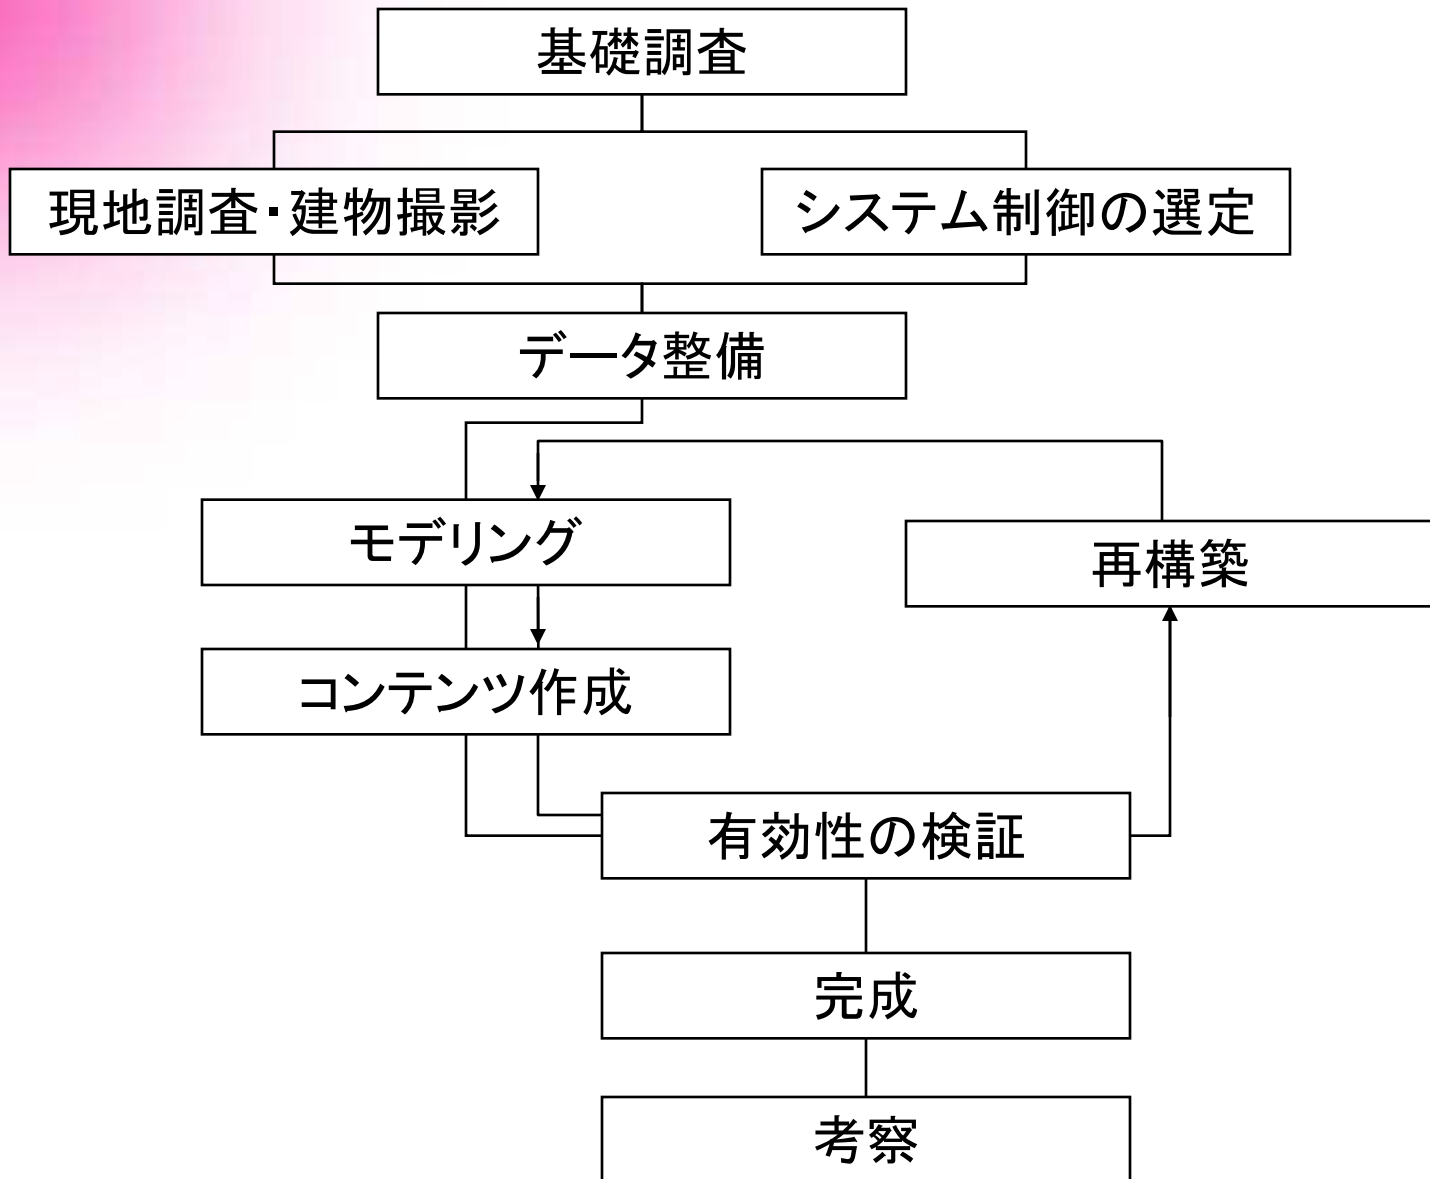 基礎調査
現地調査・建物撮影
システム制御の選定
データ整備
モデリング
再構築
コンテンツ作成
有効性の検証
完成
考察